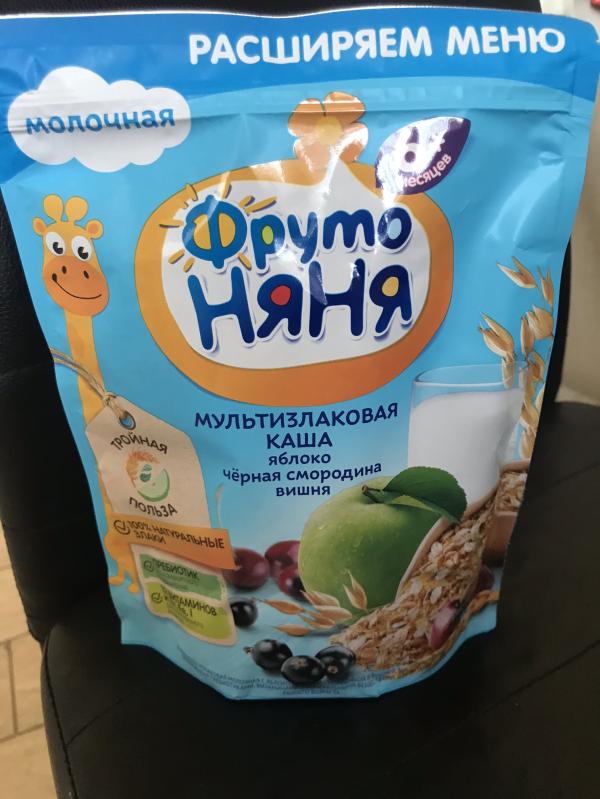 РАСШИРЯЕМ МЕНЮ
молочная
6+
месяцев
Фруто
НЯНЯ
МУЛЬТИЗЛАКОВАЯ
КАША
яблоко
чёрная смородина
вишня
ТРОЙНАЯ
ПОЛЬЗА
100% НАТУРАЛЬНЫЕ
ЗЛАКИ
ПРЕБИОТИК
ВИТАМИНОВ